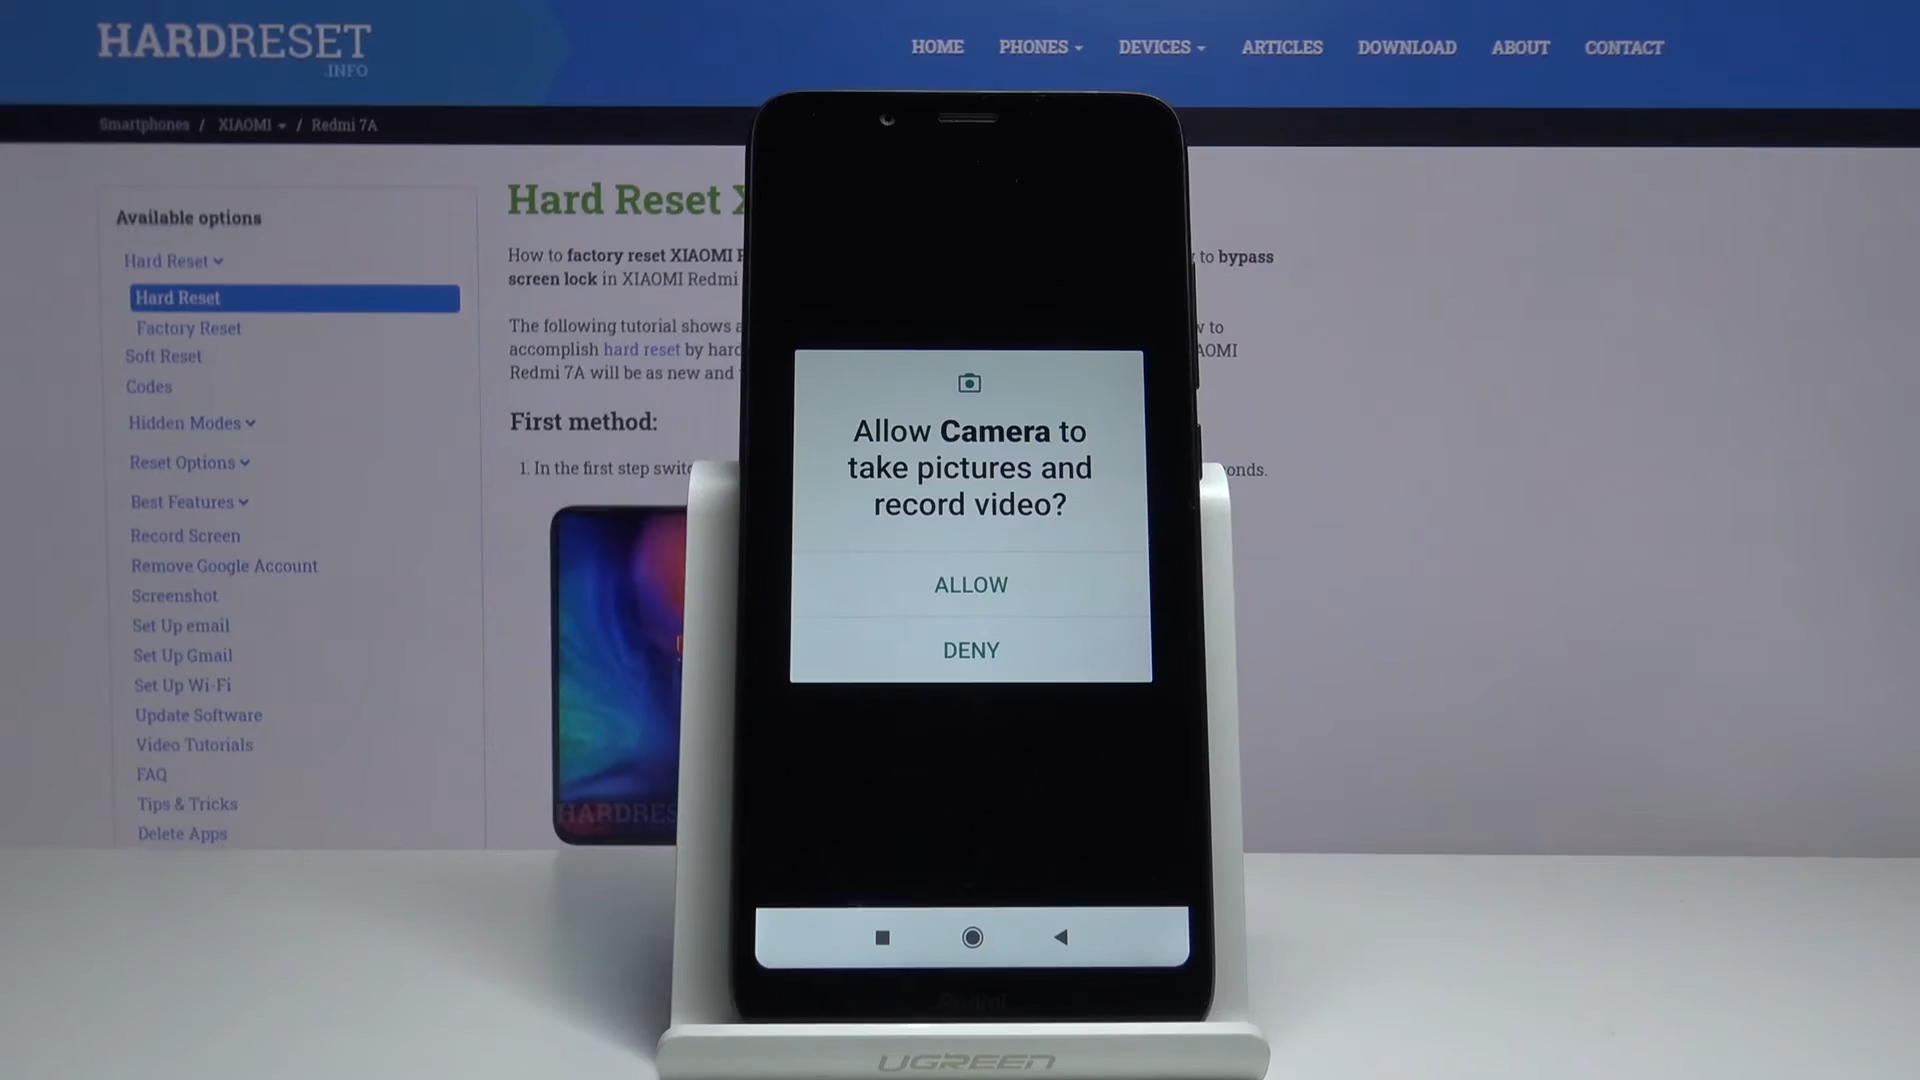 HARDRESET
.INFO
HOME PHONES DEVICES ARTICLES DOWNLOAD ABOUT CONTACT
Smartphones / XIAOMI / Redmi 7A
Available options
Hard Reset
Hard Reset
Factory Reset
Soft Reset
Codes
Hidden Modes
Reset Options
Best Features
Record Screen
Remove Google Account
Screenshot
Set Up email
Set Up Gmail
Set Up Wi-Fi
Update Software
Video Tutorials
FAQ
Tips & Tricks
Delete Apps
Hard Reset
How to factory reset XIAOMI
to bypass
screen lock in XIAOMI Redmi
The following tutorial shows
to
accomplish hard reset by hard
AOMI
Redmi 7A will be as new and
First method:
1. In the first step switc
onds.
HARDRES
Allow Camera to
take pictures and
record video?
ALLOW
DENY
Redmi
UGREEN